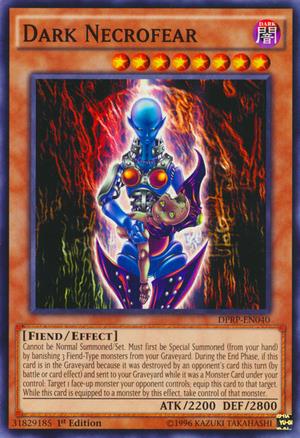 DARK NECROFEAR
DARK
闇
DPRP-EN040
[FIEND/EFFECT]
Cannot be Normal Summoned/Set. Must first be Special Summoned (from your hand)
by banishing 3 Fiend-Type monsters from your Graveyard. During the End Phase, if this
card is in the Graveyard because it was destroyed by an opponent's card this turn (by
battle or card effect) and sent to your Graveyard while it was a Monster Card under your
control: Target 1 face-up monster your opponent controls; equip this card to that target.
While this card is equipped to a monster by this effect, take control of that monster.
ATK/2200 DEF/2800
31829185 1st Edition ©1996 KAZUKI TAKAHASHI